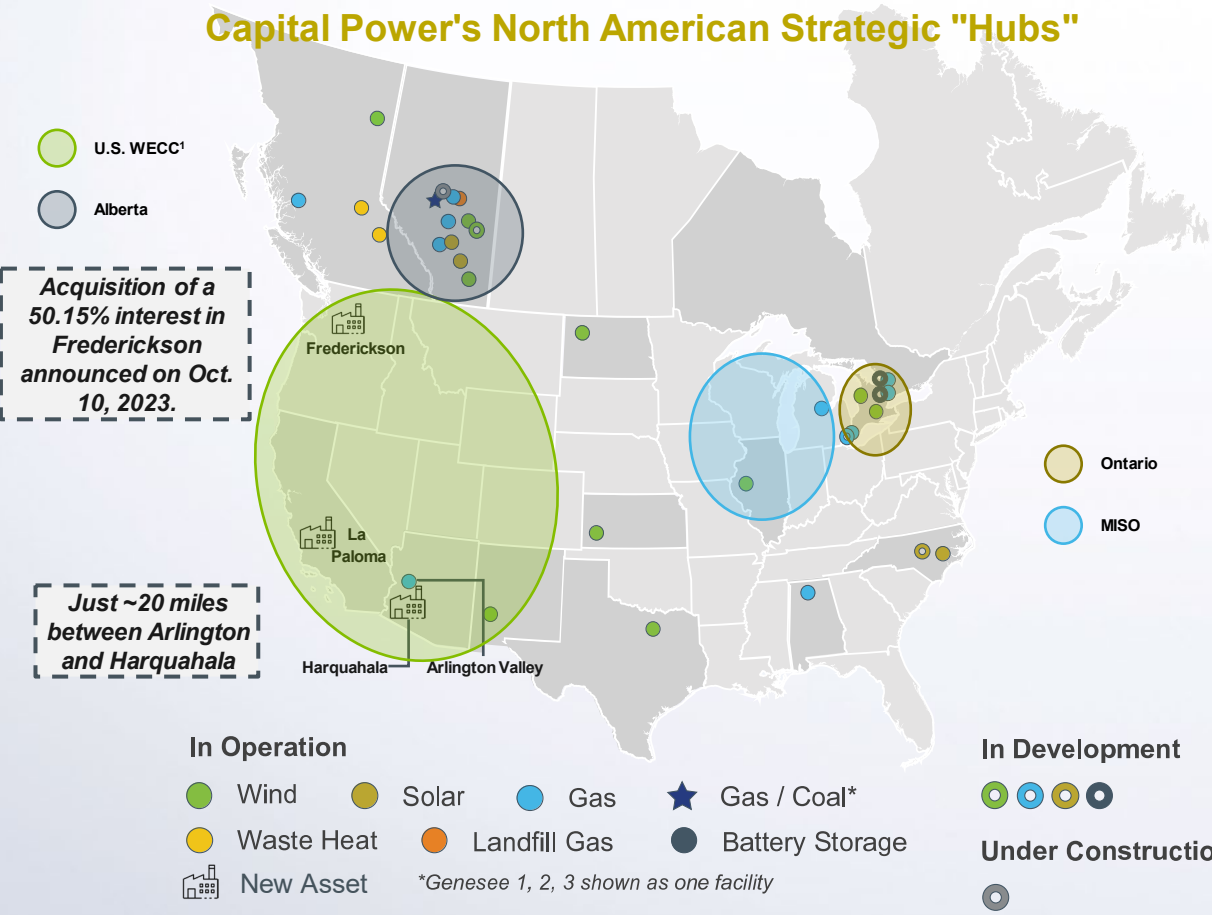 Capital Power's North American Strategic "Hubs"
U.S. WECC¹
Alberta
Acquisition of a
50.15% interest in
Frederickson
announced on Oct.
10, 2023.
Frederickson
La
Paloma
Just ~20 miles
between Arlington
and Harquahala
Harquahala
Arlington Valley
Ontario
MISO
In Operation
Wind
Solar
Gas
Gas / Coal*
Waste Heat
Landfill Gas
Battery Storage
New Asset
*Genesee 1, 2, 3 shown as one facility
In Development
Under Constructio